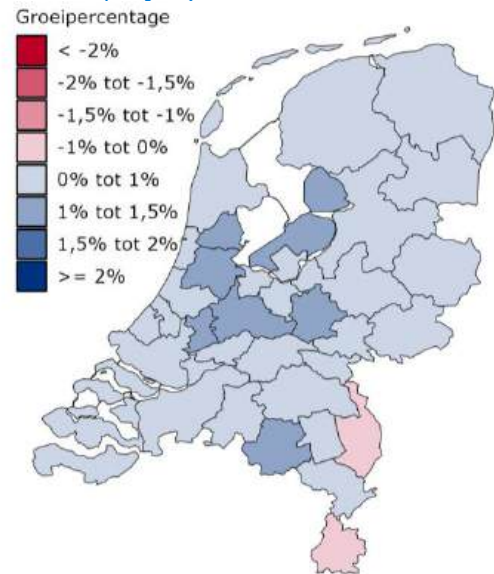 Groeipercentage
< -2%
-2% tot -1,5%
-1,5% tot -1%
-1% tot 0%
0% tot 1%
1% tot 1,5%
1,5% tot 2%
>= 2%